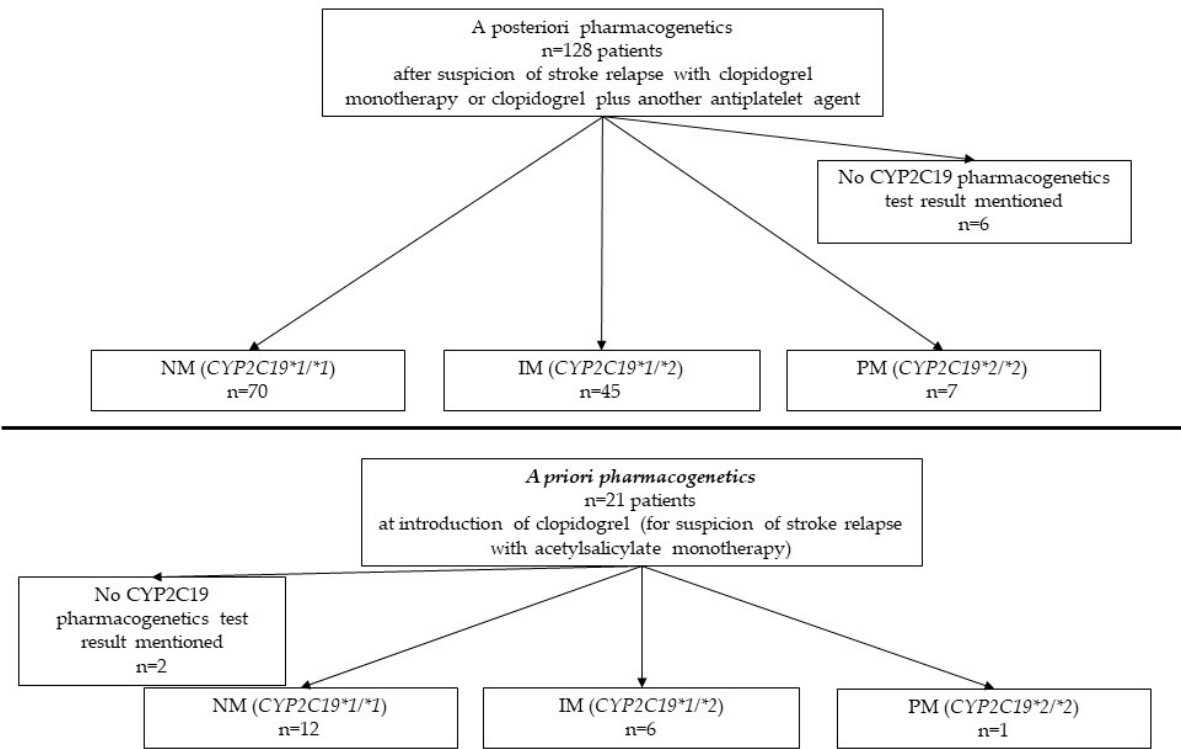 A posteriori pharmacogenetics
n=128 patients
after suspicion of stroke relapse with clopidogrel
monotherapy or clopidogrel plus another antiplatelet agent
No CYP2C19 pharmacogenetics
test result mentioned
n=6
NM (CYP2C19*1/*1)
n=70
IM (CYP2C19*1/*2)
n=45
PM (CYP2C19*2/*2)
n=7
A priori pharmacogenetics
n=21 patients
at introduction of clopidogrel (for suspicion of stroke relapse
with acetylsalicylate monotherapy)
No CYP2C19
pharmacogenetics test
result mentioned
n=2
NM (CYP2C19*1/*1)
n=12
IM (CYP2C19*1/*2)
n=6
PM (CYP2C19*2/*2)
n=1